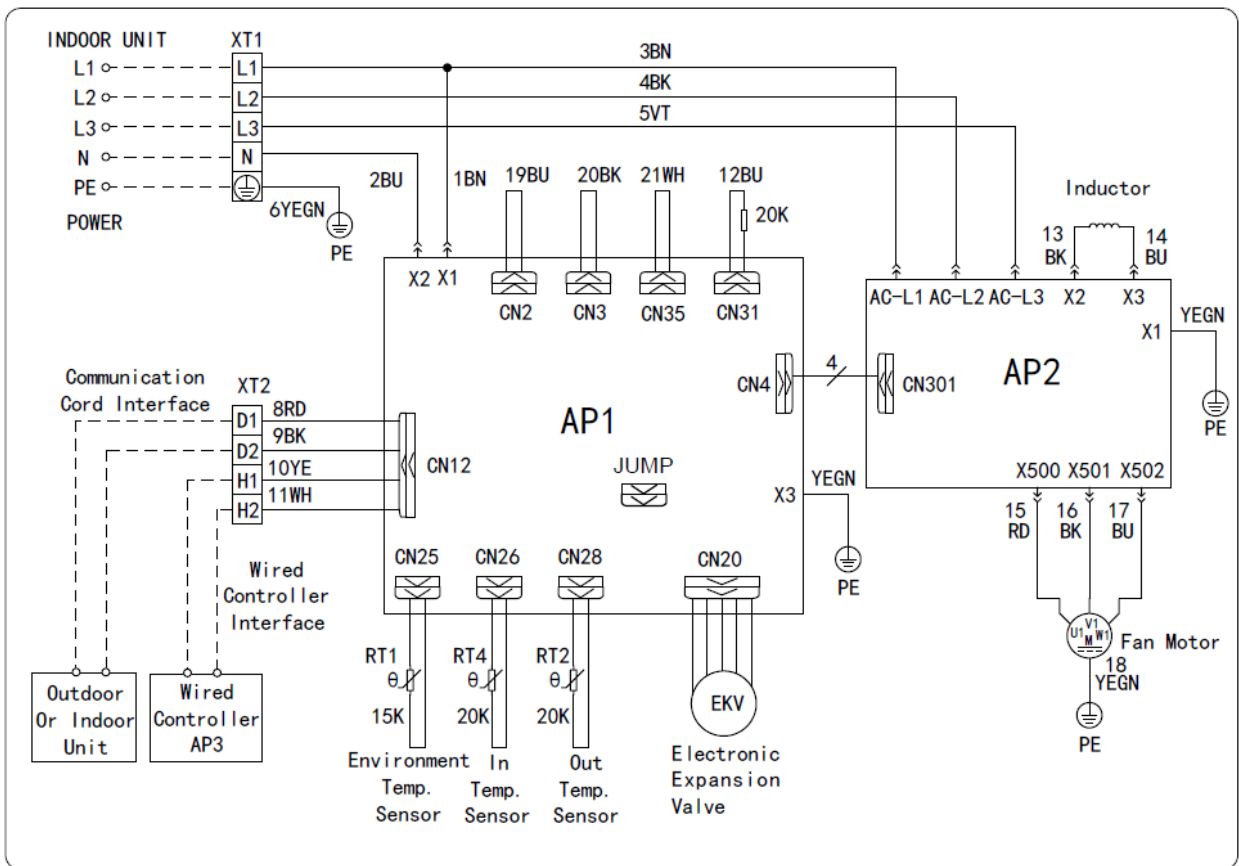 INDOOR UNIT
XT1
L1
L1
L2
L2
L3
L3
N
N
PE
POWER
6YEGN
PE
3BN
4BK
5VT
2BU
1BN
19BU
20BK
21WH
12BU
20K
X2
X1
CN2
CN3
CN35
CN31
Inductor
13
BK
14
BU
AC-L1
AC-L2
AC-L3
X2
X3
X1
YEGN
PE
AP2
CN4
4
CN301
X500
X501
X502
15
RD
16
BK
17
BU
U1
V1
W1
M
Fan Motor
18
YEGN
PE
AP1
JUMP
X3
YEGN
PE
Communication
Cord Interface
XT2
D1
8RD
D2
9BK
H1
10YE
H2
11WH
CN12
Wired
Controller
Interface
Outdoor
Or Indoor
Unit
Wired
Controller
AP3
CN25
CN26
CN28
CN20
RT1
θ
15K
RT4
θ
20K
RT2
θ
20K
Environment
Temp.
Sensor
In
Temp.
Sensor
Out
Temp.
Sensor
EKV
Electronic
Expansion
Valve